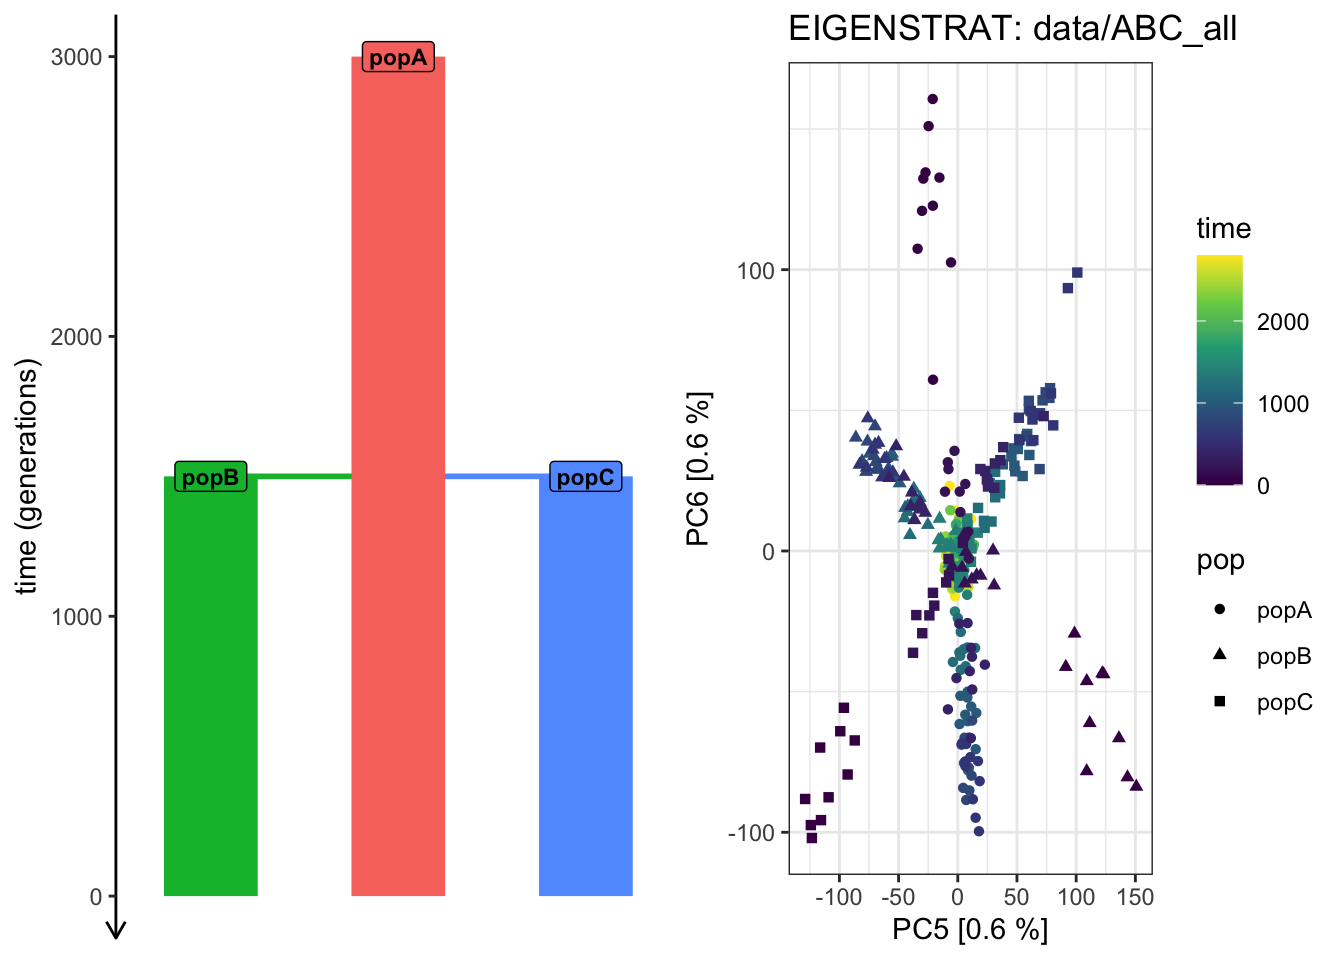 time (generations)
3000
2000
1000
0
popA
popB
popC
EIGENSTRAT: data/ABC_all
PC6 [0.6 %]
100
0
-100
-100
-50
0
50
100
150
PC5 [0.6 %]
time
2000
1000
0
pop
popA
popB
popC